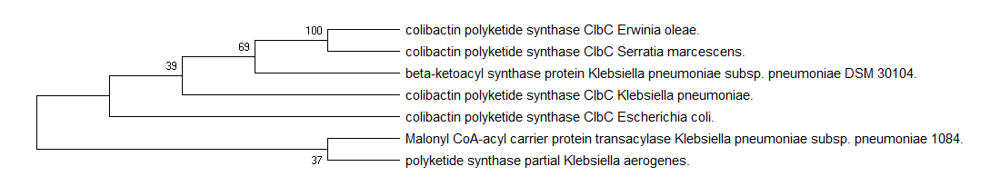 100
colibactin polyketide synthase ClbC Erwinia oleae.
69
colibactin polyketide synthase ClbC Serratia marcescens.
39
beta-ketoacyl synthase protein Klebsiella pneumoniae subsp. pneumoniae DSM 30104.
colibactin polyketide synthase ClbC Klebsiella pneumoniae.
colibactin polyketide synthase ClbC Escherichia coli.
Malonyl CoA-acyl carrier protein transacylase Klebsiella pneumoniae subsp. pneumoniae 1084.
37
polyketide synthase partial Klebsiella aerogenes.